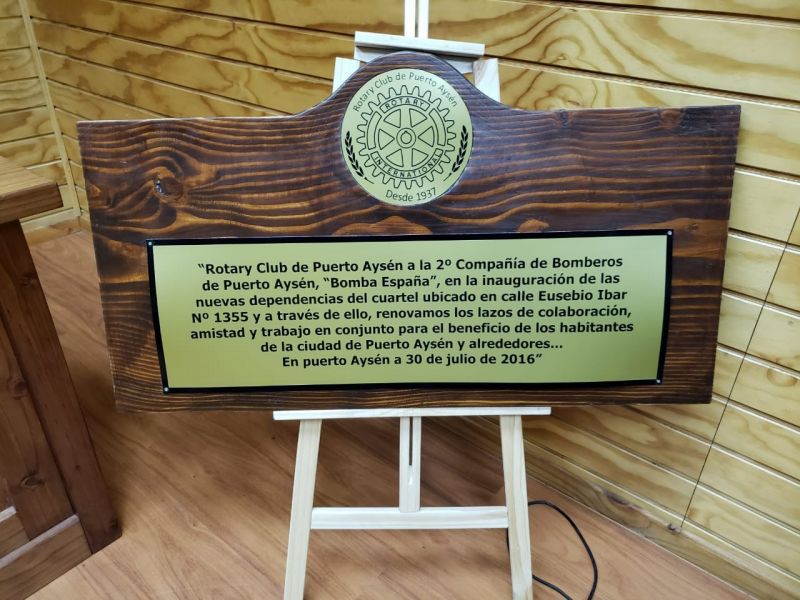 Rotary Club de Puerto Aysén
ROTARY
INTERNATIONAL
Desde 1937
“Rotary Club de Puerto Aysén a la 2º Compañía de Bomberos
de Puerto Aysén, “Bomba España”, en la inauguración de las
nuevas dependencias del cuartel ubicado en calle Eusebio Ibar
Nº 1355 y a través de ello, renovamos los lazos de colaboración,
amistad y trabajo en conjunto para el beneficio de los habitantes
de la ciudad de Puerto Aysén y alrededores...
En puerto Aysén a 30 de julio de 2016”